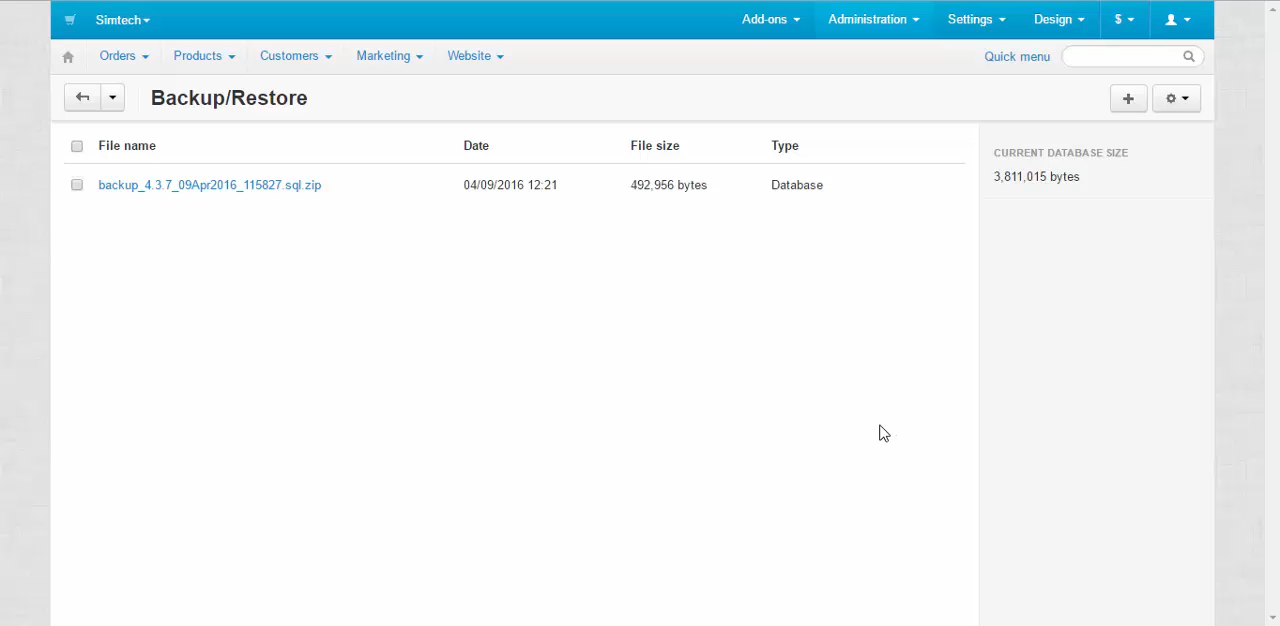 Simtech
Add-ons
Administration
Settings
Design
$
Orders
Products
Customers
Marketing
Website
Quick menu
Backup/Restore
File name
Date
File size
Type
CURRENT DATABASE SIZE
3,811,015 bytes
backup_4.3.7_09Apr2016_115827.sql.zip
04/09/2016 12:21
492,956 bytes
Database